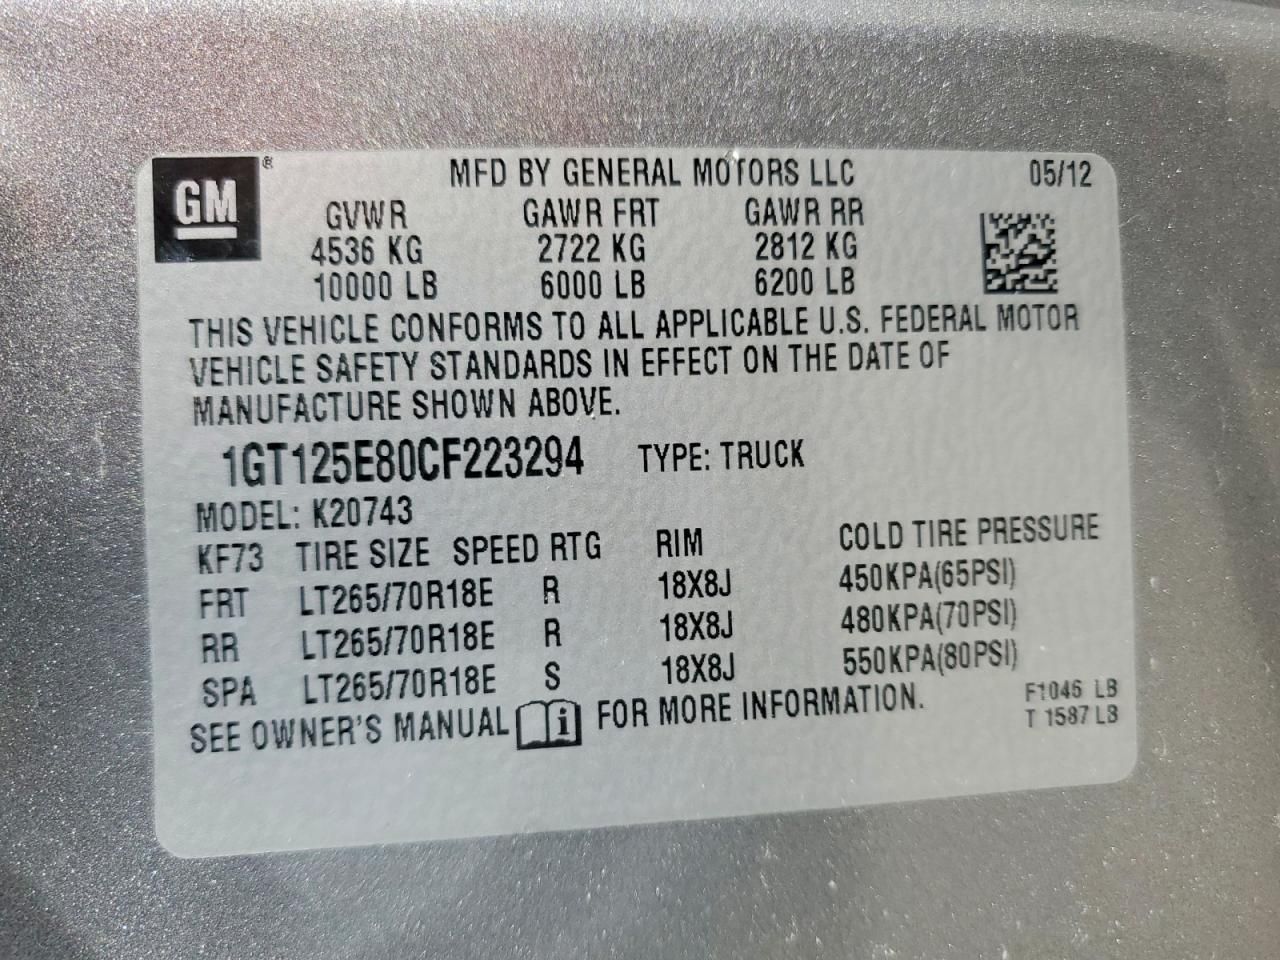 GM® MFD BY GENERAL MOTORS LLC 05/12
GVWR GAWR FRT GAWR RR
4536 KG 2722 KG 2812 KG
10000 LB 6000 LB 6200 LB
THIS VEHICLE CONFORMS TO ALL APPLICABLE U.S. FEDERAL MOTOR
VEHICLE SAFETY STANDARDS IN EFFECT ON THE DATE OF
MANUFACTURE SHOWN ABOVE.
1GT125E80CF223294 TYPE: TRUCK
MODEL: K20743
KF73 TIRE SIZE SPEED RTG RIM COLD TIRE PRESSURE
FRT LT265/70R18E R 18X8J 450KPA(65PSI)
RR LT265/70R18E R 18X8J 480KPA(70PSI)
SPA LT265/70R18E S 18X8J 550KPA(80PSI)
SEE OWNER'S MANUAL i FOR MORE INFORMATION.
F1046 LB
T 1587 LB